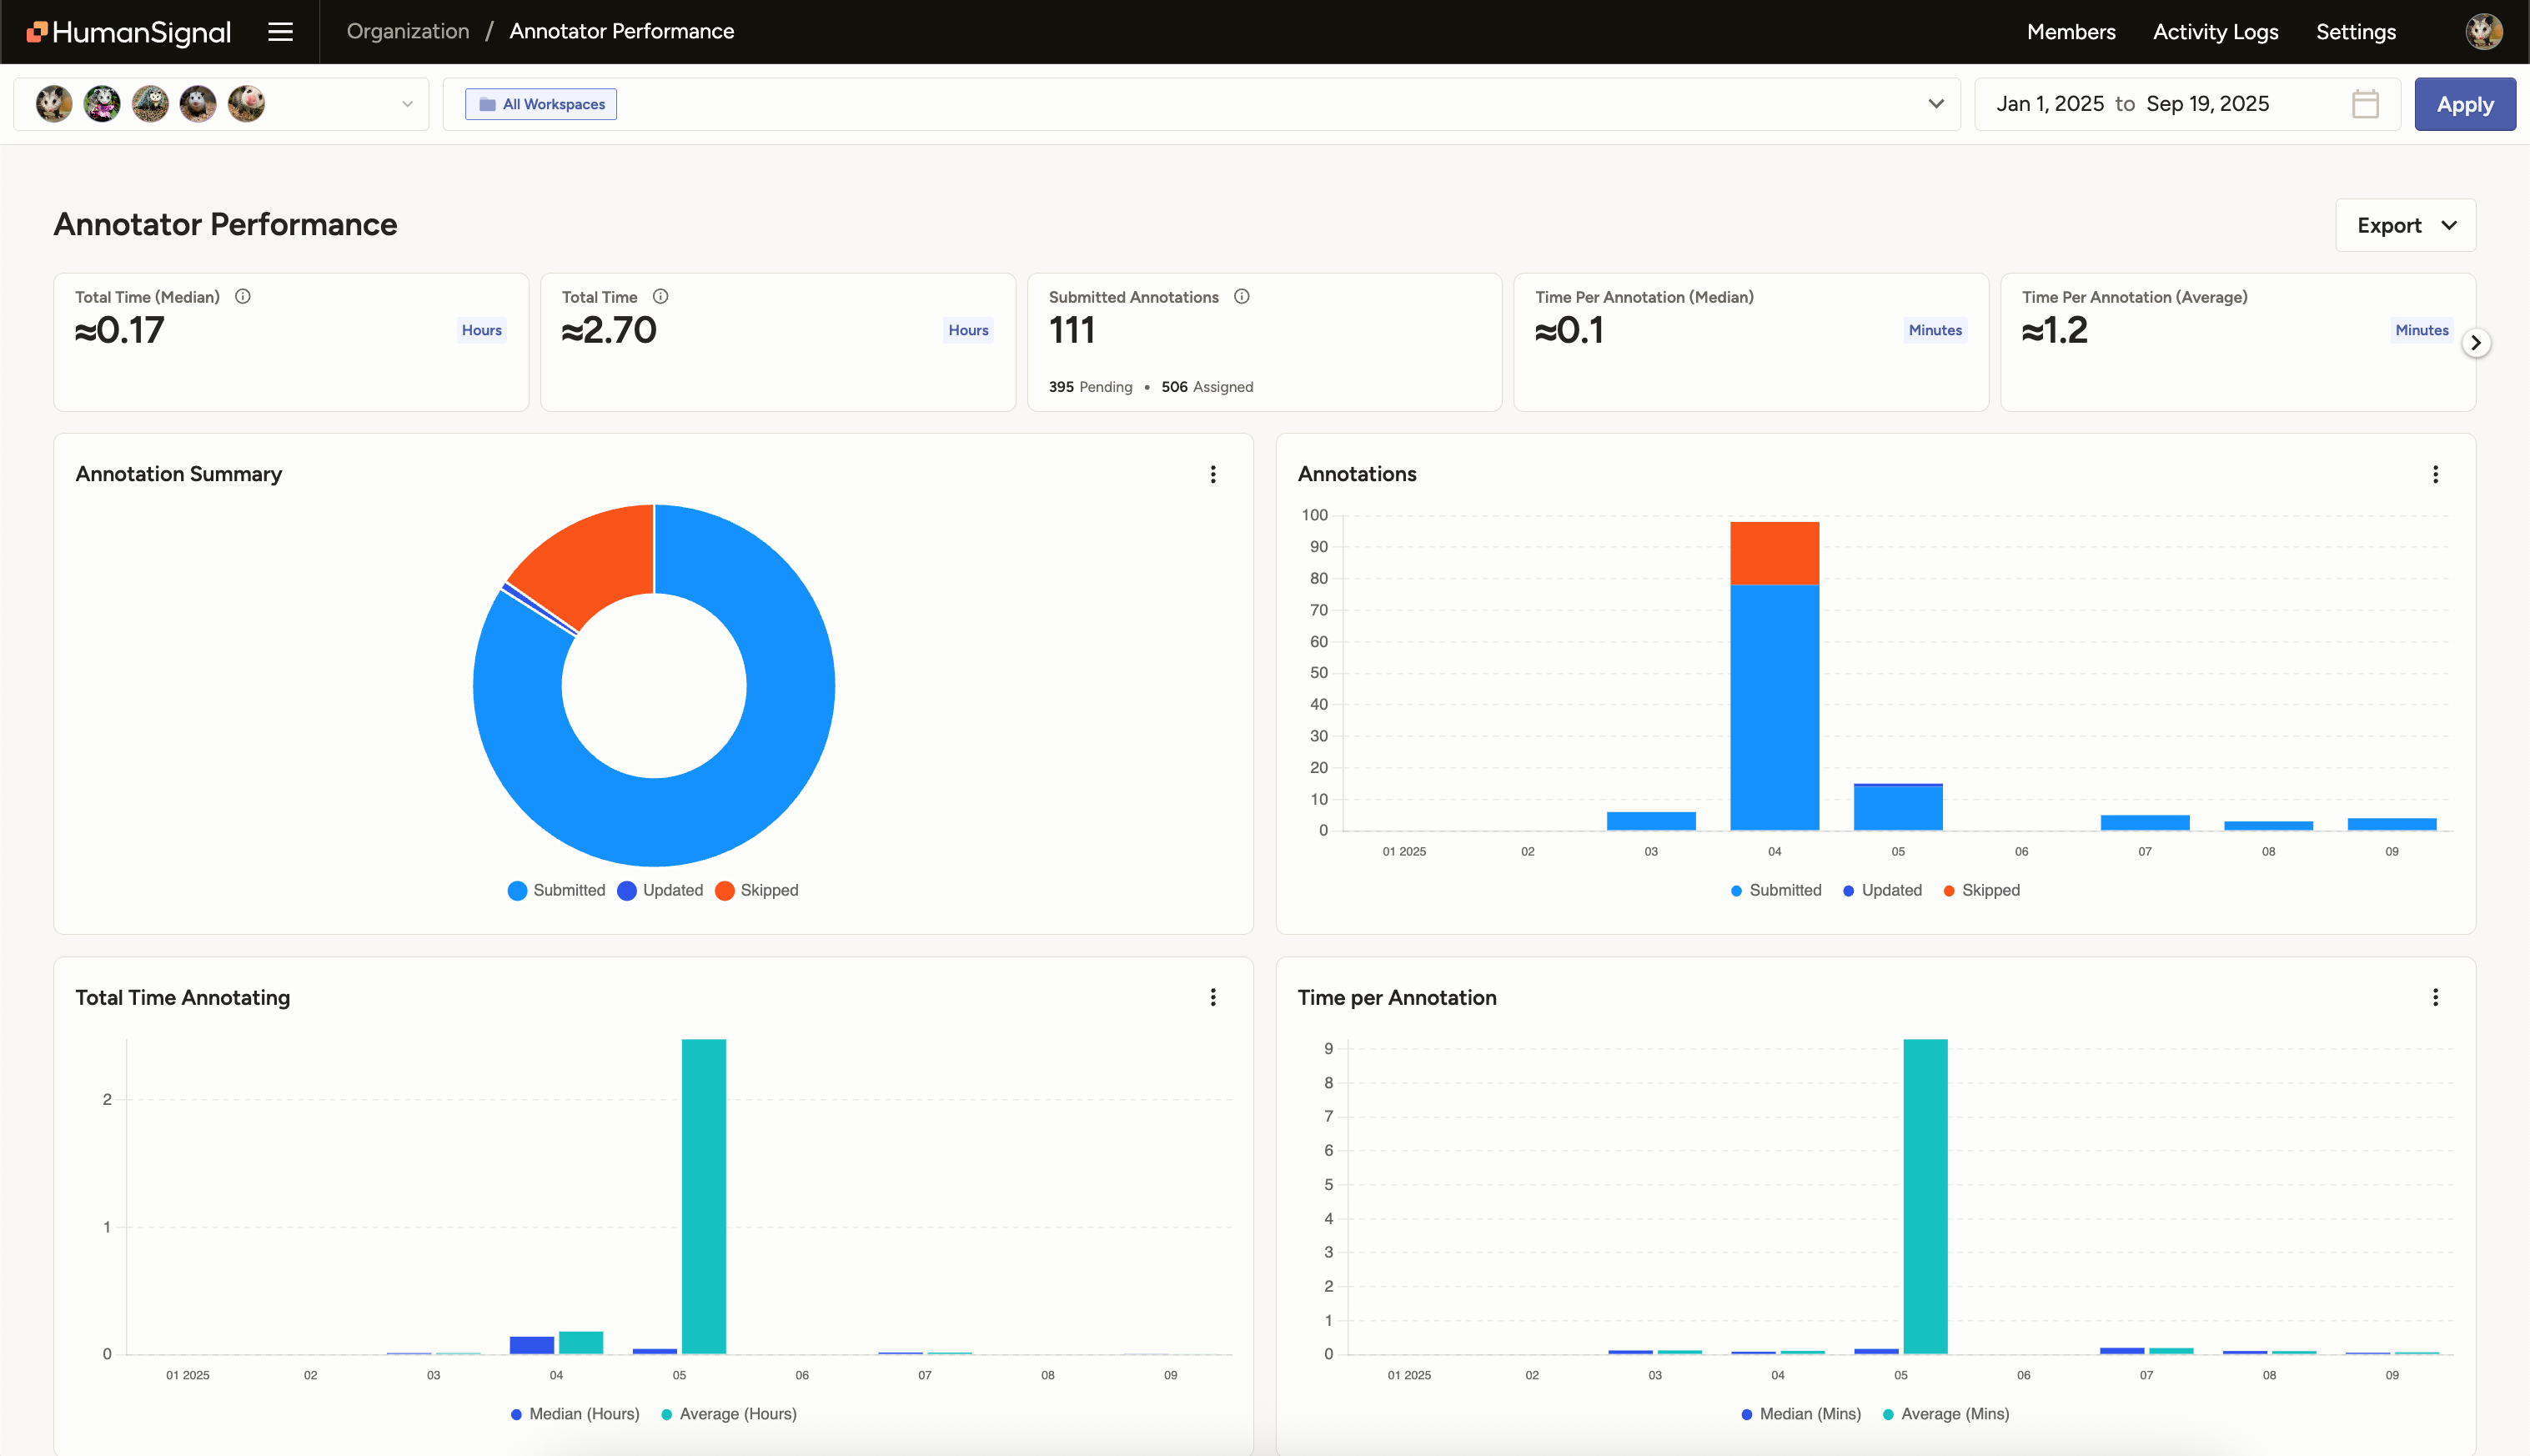 HumanSignal
Organization / Annotator Performance
Members
Activity Logs
Settings
All Workspaces
Jan 1, 2025 to Sep 19, 2025
Apply
Annotator Performance
Export
Total Time (Median)
≈0.17
Hours
Total Time
≈2.70
Hours
Submitted Annotations
111
395 Pending • 506 Assigned
Time Per Annotation (Median)
≈0.1
Minutes
Time Per Annotation (Average)
≈1.2
Minutes
Annotation Summary
Submitted Updated Skipped
Annotations
100
90
80
70
60
50
40
30
20
10
0
01 2025 02 03 04 05 06 07 08 09
Submitted Updated Skipped
Total Time Annotating
2
1
0
01 2025 02 03 04 05 06 07 08 09
Median (Hours) Average (Hours)
Time per Annotation
9
8
7
6
5
4
3
2
1
0
01 2025 02 03 04 05 06 07 08 09
Median (Mins) Average (Mins)